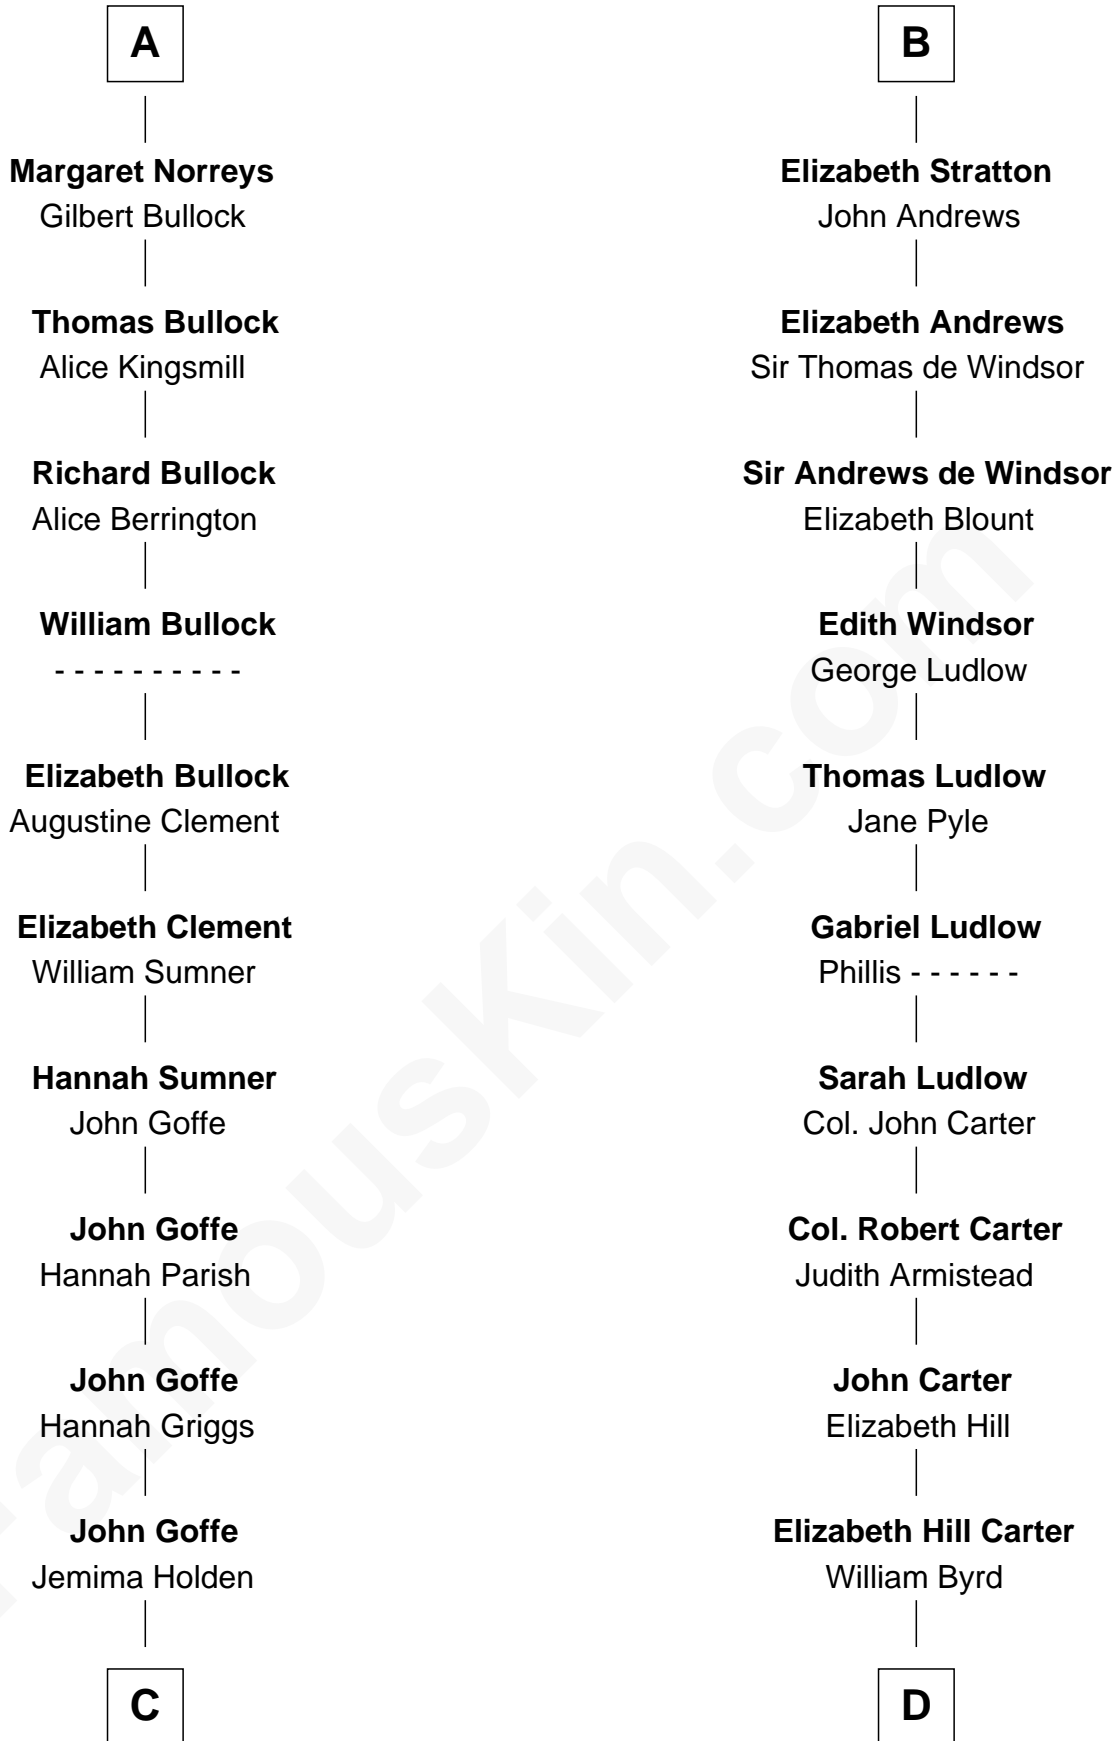 A
Margaret Norreys
Gilbert Bullock
Thomas Bullock
Alice Kingsmill
Richard Bullock
Alice Berrington
William Bullock
- - - - - - - - - -
Elizabeth Bullock
Augustine Clement
Elizabeth Clement
William Sumner
Hannah Sumner
John Goffe
John Goffe
Hannah Parish
John Goffe
Hannah Griggs
John Goffe
Jemima Holden
C
B
Elizabeth Stratton
John Andrews
Elizabeth Andrews
Sir Thomas de Windsor
Sir Andrews de Windsor
Elizabeth Blount
Edith Windsor
George Ludlow
Thomas Ludlow
Jane Pyle
Gabriel Ludlow
Phillis - - - - - -
Sarah Ludlow
Col. John Carter
Col. Robert Carter
Judith Armistead
John Carter
Elizabeth Hill
Elizabeth Hill Carter
William Byrd
D
FamousKin.com